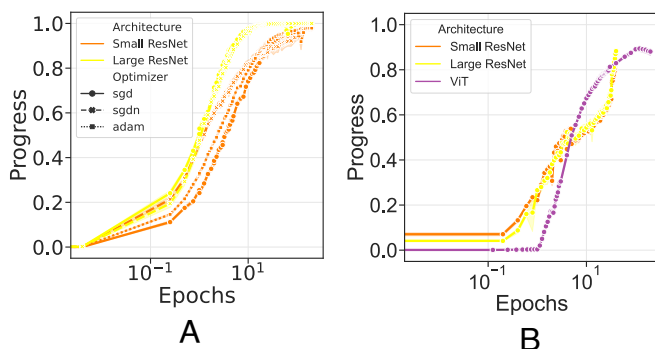 Architecture
Small ResNet
Large ResNet
Optimizer
sgd
sgdn
adam
Progress
1.0
0.8
0.6
0.4
0.2
0.0
10⁻¹ 10¹
Epochs
A
Architecture
Small ResNet
Large ResNet
ViT
Progress
1.0
0.8
0.6
0.4
0.2
0.0
10⁻¹ 10¹
Epochs
B